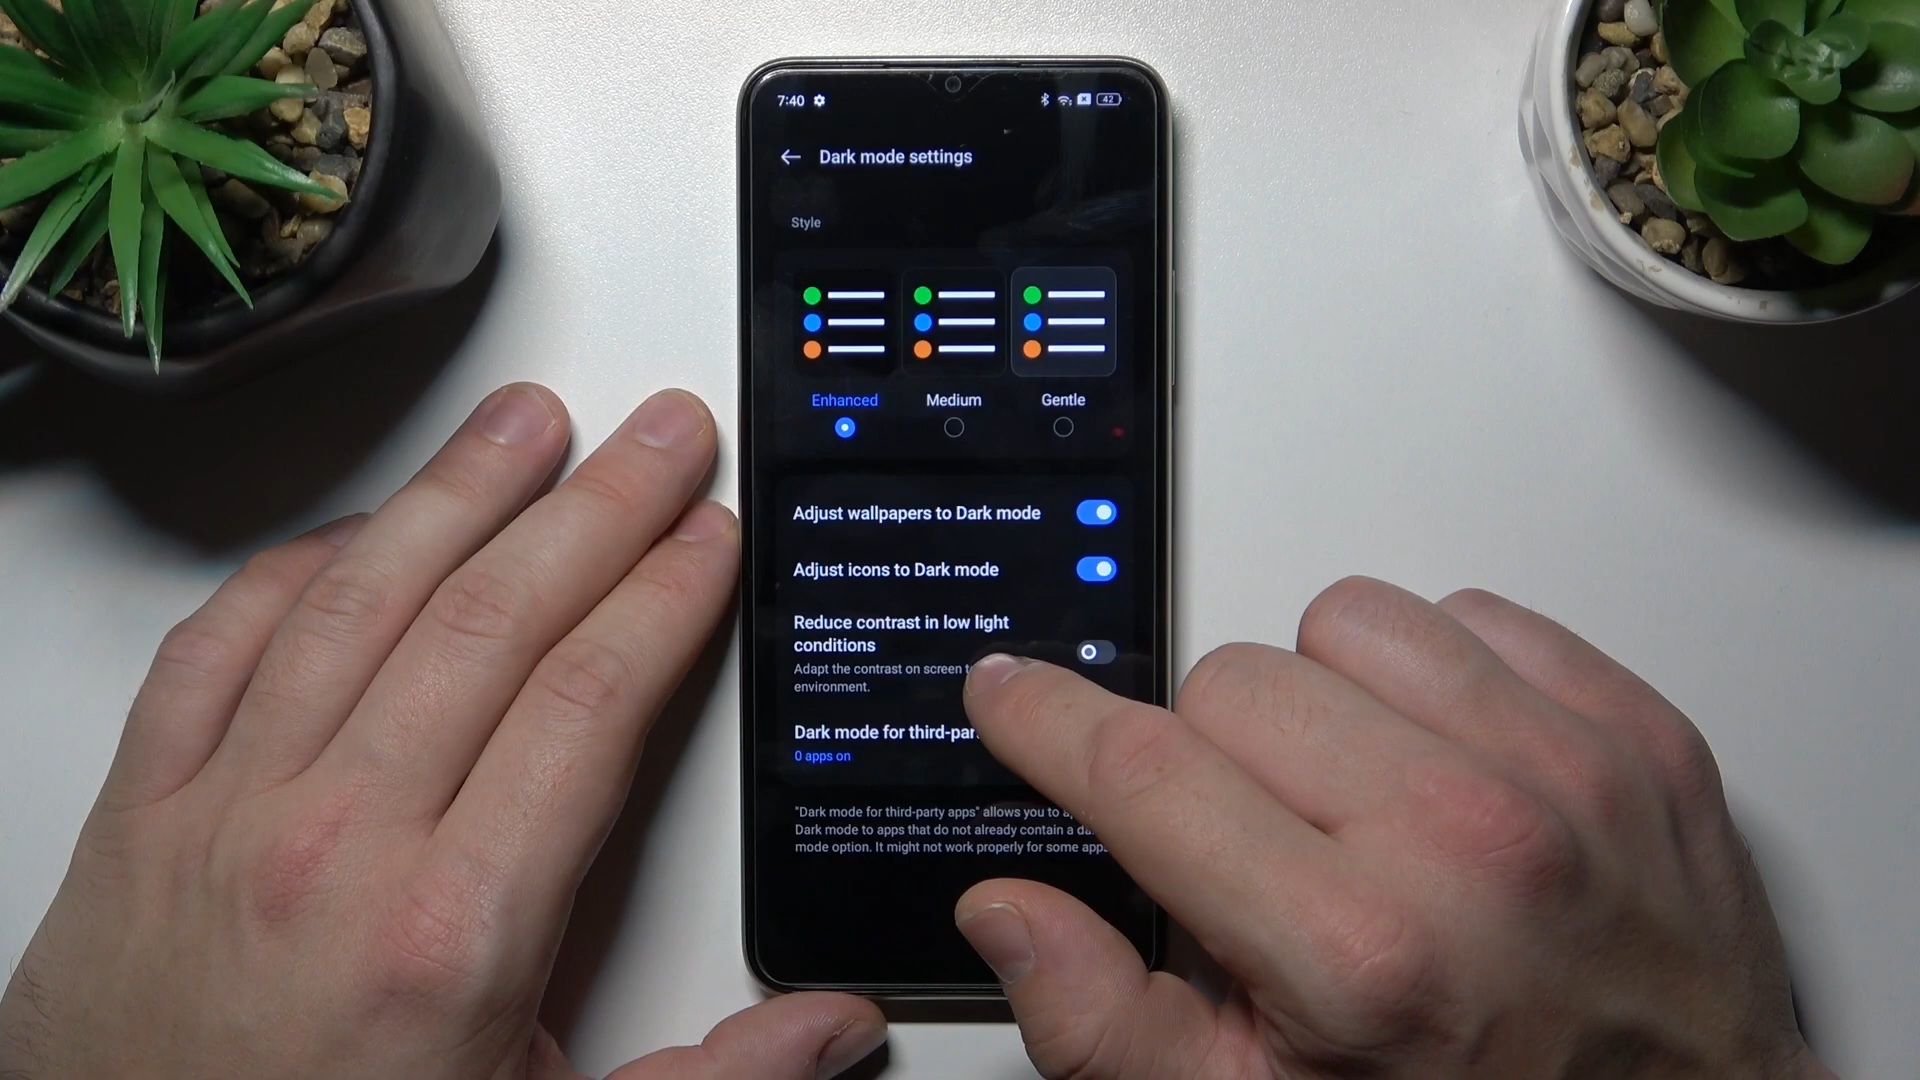 7:40
42
Dark mode settings
Style
Enhanced Medium Gentle
Adjust wallpapers to Dark mode
Adjust icons to Dark mode
Reduce contrast in low light
conditions
Adapt the contrast on screen
environment.
Dark mode for
0 apps on
"Dark mode for third-party apps" allows you to
Dark mode to apps that do not already contain a
mode option. It might not work properly for some